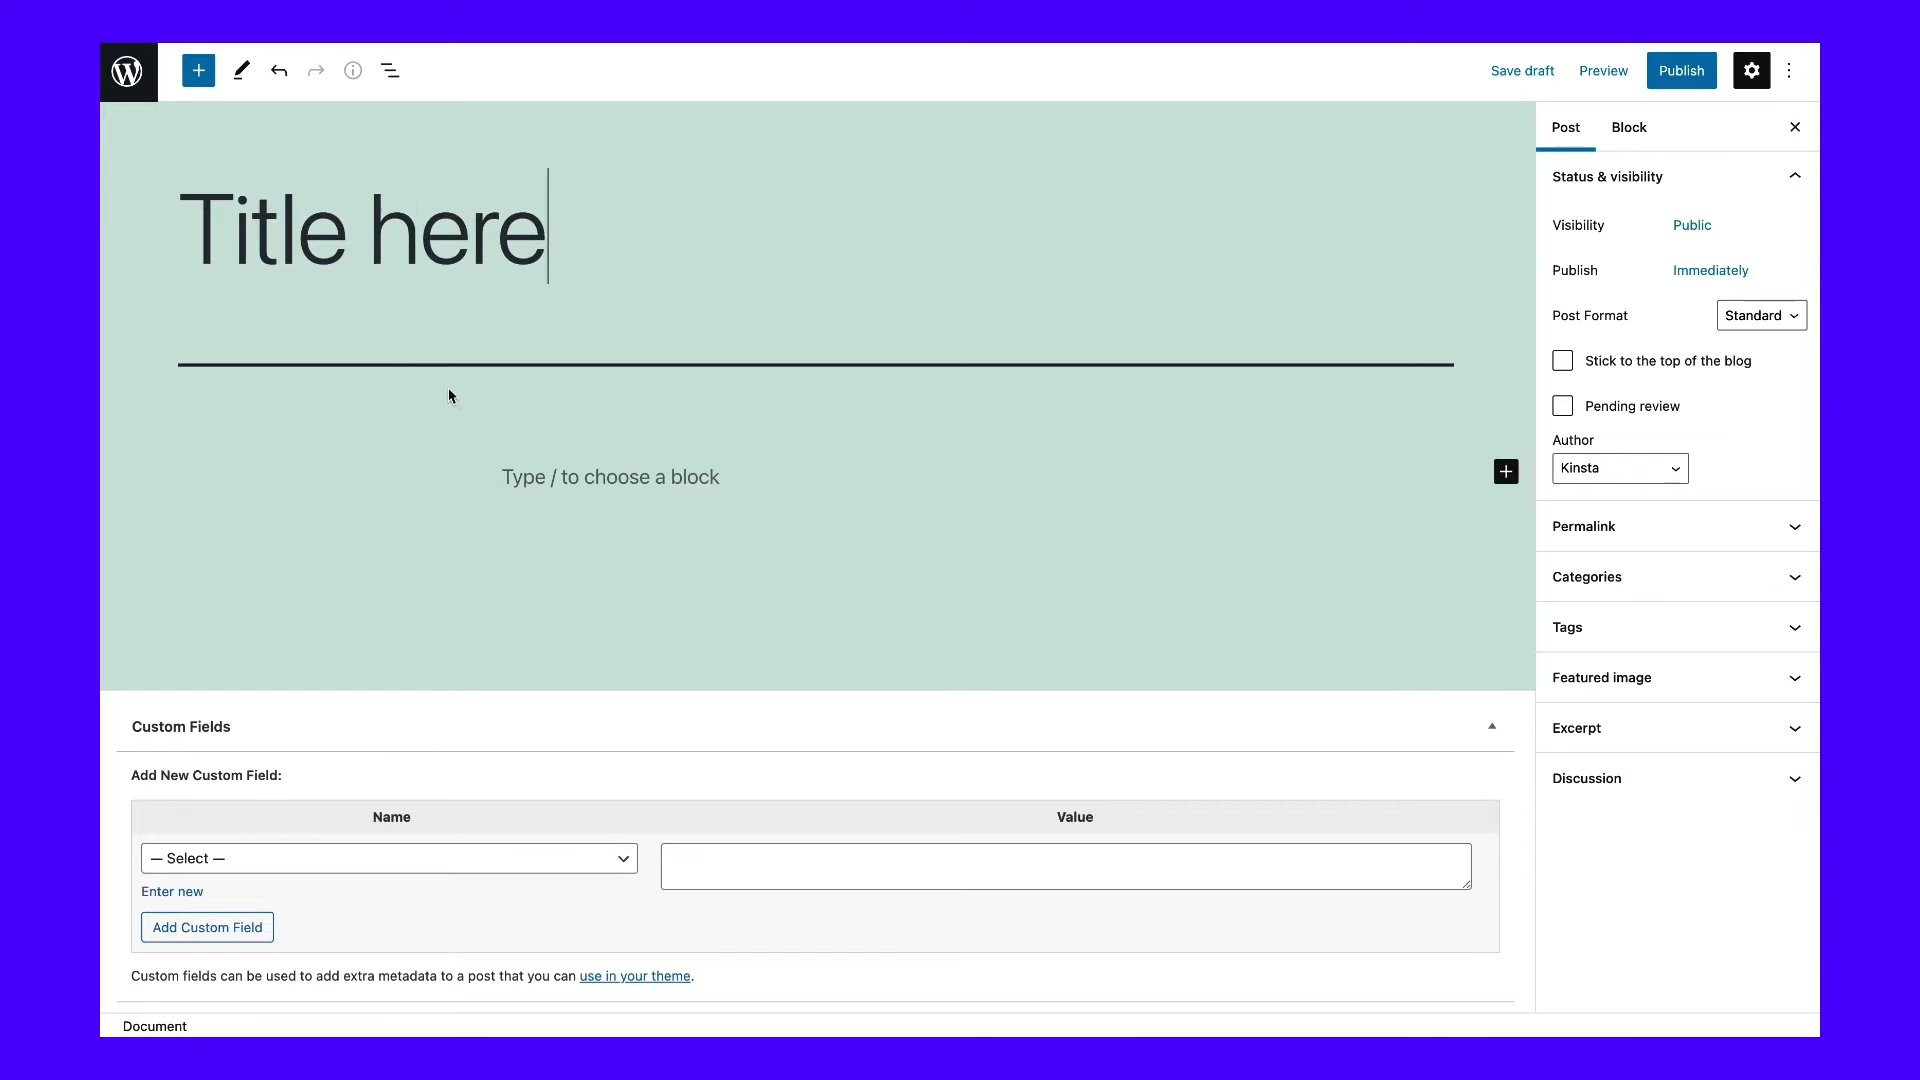 Save draft
Preview
Publish
Post
Block
Title here
Status & visibility
Visibility
Public
Publish
Immediately
Post Format
Standard
Stick to the top of the blog
Pending review
Author
Kinsta
Type / to choose a block
Permalink
Categories
Tags
Featured image
Excerpt
Discussion
Custom Fields
Add New Custom Field:
Name
Value
— Select —
Enter new
Add Custom Field
Custom fields can be used to add extra metadata to a post that you can use in your theme.
Document